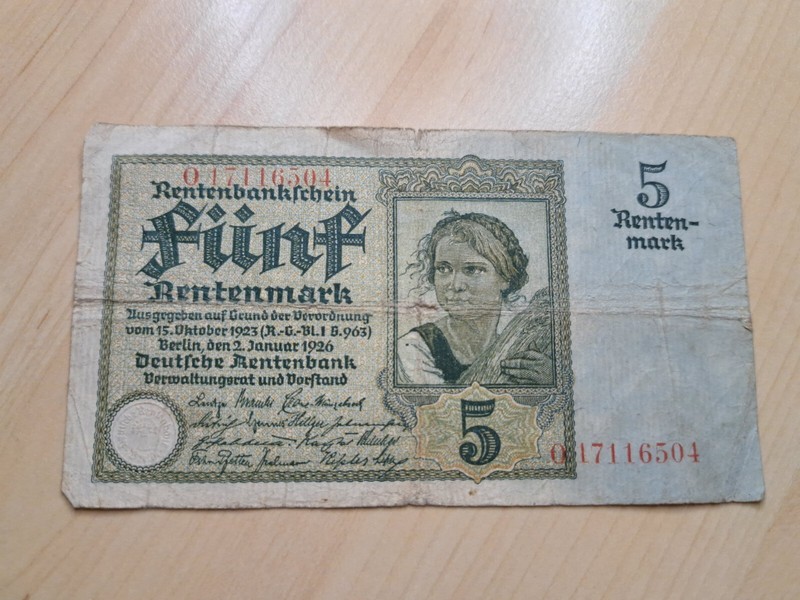 O 17116504
Rentenbankschein
Fünf
Rentenmark
Ausgegeben auf Grund der Verordnung
vom 15. Oktober 1923 (R.-G.-Bl. I S. 963)
Berlin, den 2. Januar 1926
Deutsche Rentenbank
Verwaltungsrat und Vorstand
5
5
Renten-
mark
O 17116504